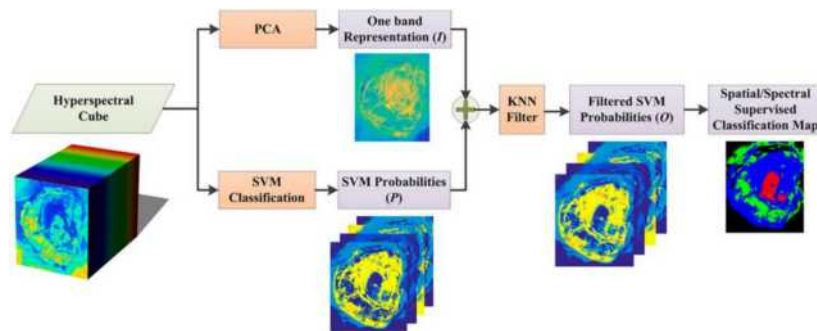 PCA
One band
Representation (I)
Hyperspectral
Cube
KNN
Filter
Filtered SVM
Probabilities (O)
Spatial/Spectral
Supervised
Classification Map
SVM
Classification
SVM Probabilities
(P)